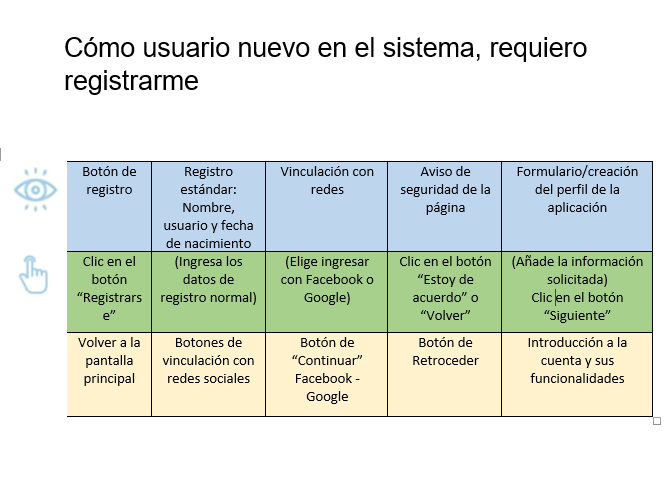 Cómo usuario nuevo en el sistema, requiero
registrarme
Botón de
registro
Registro
estándar:
Nombre,
usuario y fecha
de nacimiento
Vinculación con
redes
Aviso de
seguridad de la
página
Formulario/creación
del perfil de la
aplicación
Clic en el
botón
“Registrars
e”
(Ingresa los
datos de
registro normal)
(Elige ingresar
con Facebook o
Google)
Clic en el botón
“Estoy de
acuerdo” o
“Volver”
(Añade la información
solicitada)
Clic en el botón
“Siguiente”
Volver a la
pantalla
principal
Botones de
vinculación con
redes sociales
Botón de
“Continuar”
Facebook -
Google
Botón de
Retroceder
Introducción a la
cuenta y sus
funcionalidades